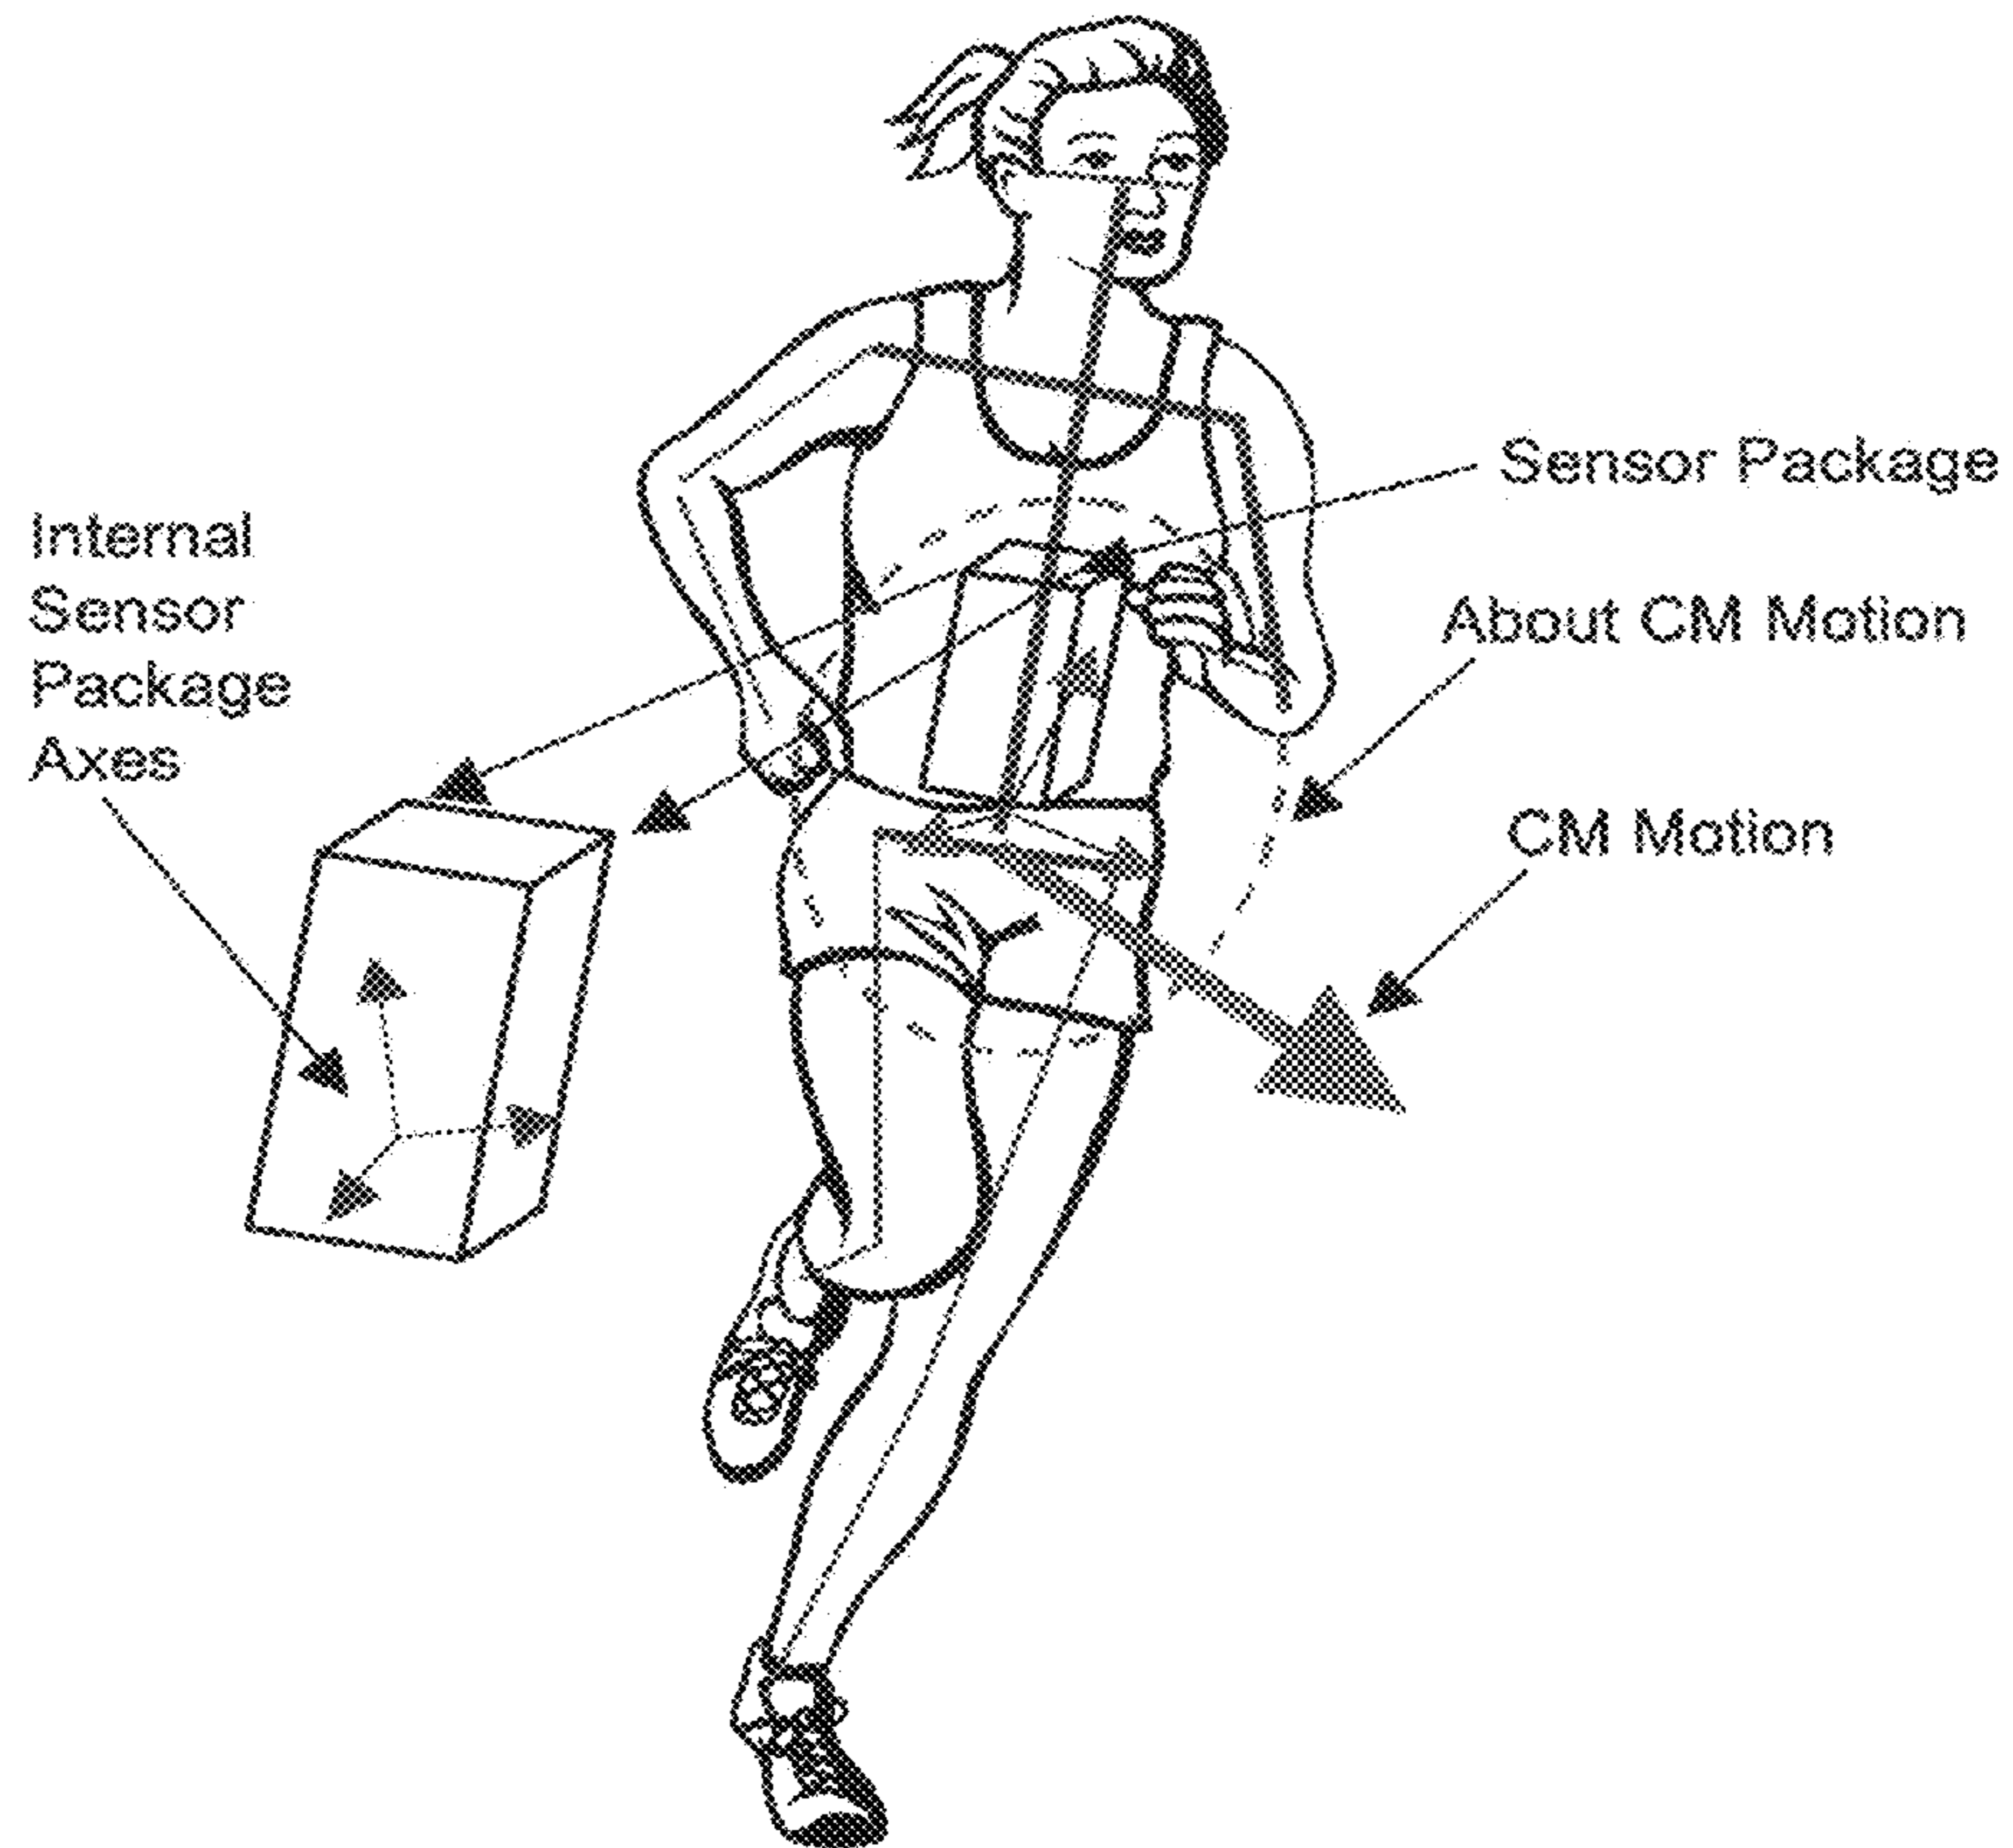 Internal
Sensor
Package
Axes
Sensor Package
About CM Motion
CM Motion